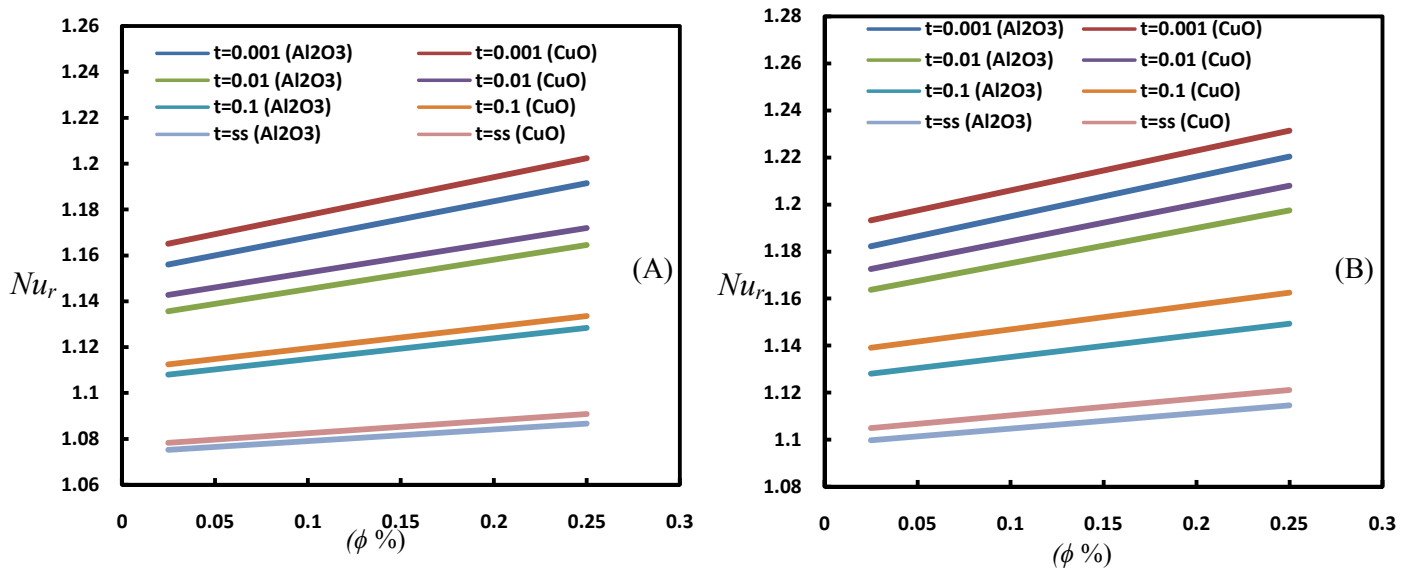 1.26
1.24
1.22
1.2
1.18
1.16
1.14
1.12
1.1
1.08
1.06
Nur
t=0.001 (Al2O3) t=0.001 (CuO)
t=0.01 (Al2O3) t=0.01 (CuO)
t=0.1 (Al2O3) t=0.1 (CuO)
t=ss (Al2O3) t=ss (CuO)
(A)
0 0.05 0.1 0.15 0.2 0.25 0.3
(ϕ %)
1.28
1.26
1.24
1.22
1.2
1.18
1.16
1.14
1.12
1.1
1.08
Nur
t=0.001 (Al2O3) t=0.001 (CuO)
t=0.01 (Al2O3) t=0.01 (CuO)
t=0.1 (Al2O3) t=0.1 (CuO)
t=ss (Al2O3) t=ss (CuO)
(B)
0 0.05 0.1 0.15 0.2 0.25 0.3
(ϕ %)